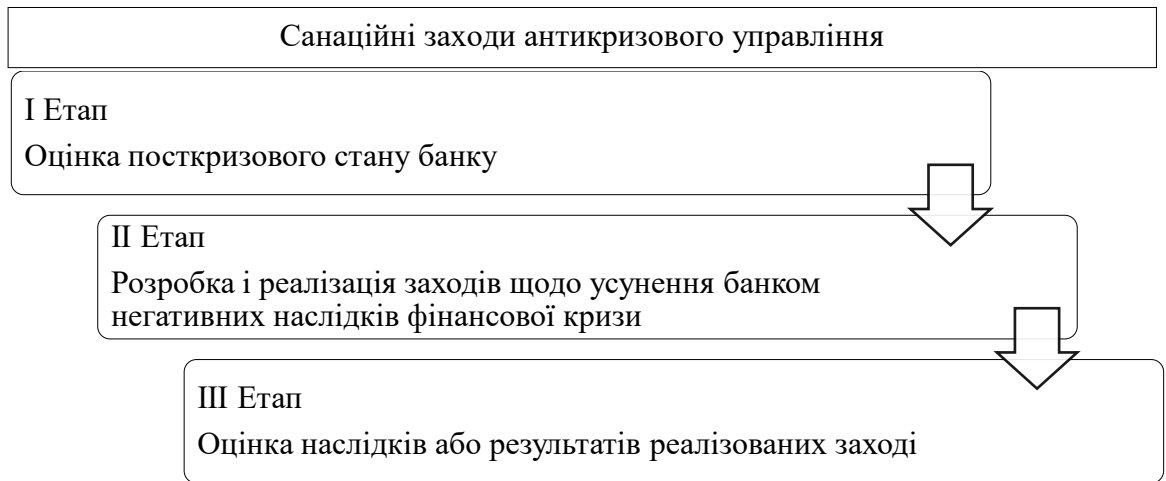 Санаційні заходи антикризового управління
І Етап
Оцінка посткризового стану банку
ІІ Етап
Розробка і реалізація заходів щодо усунення банком
негативних наслідків фінансової кризи
ІІІ Етап
Оцінка наслідків або результатів реалізованих заході